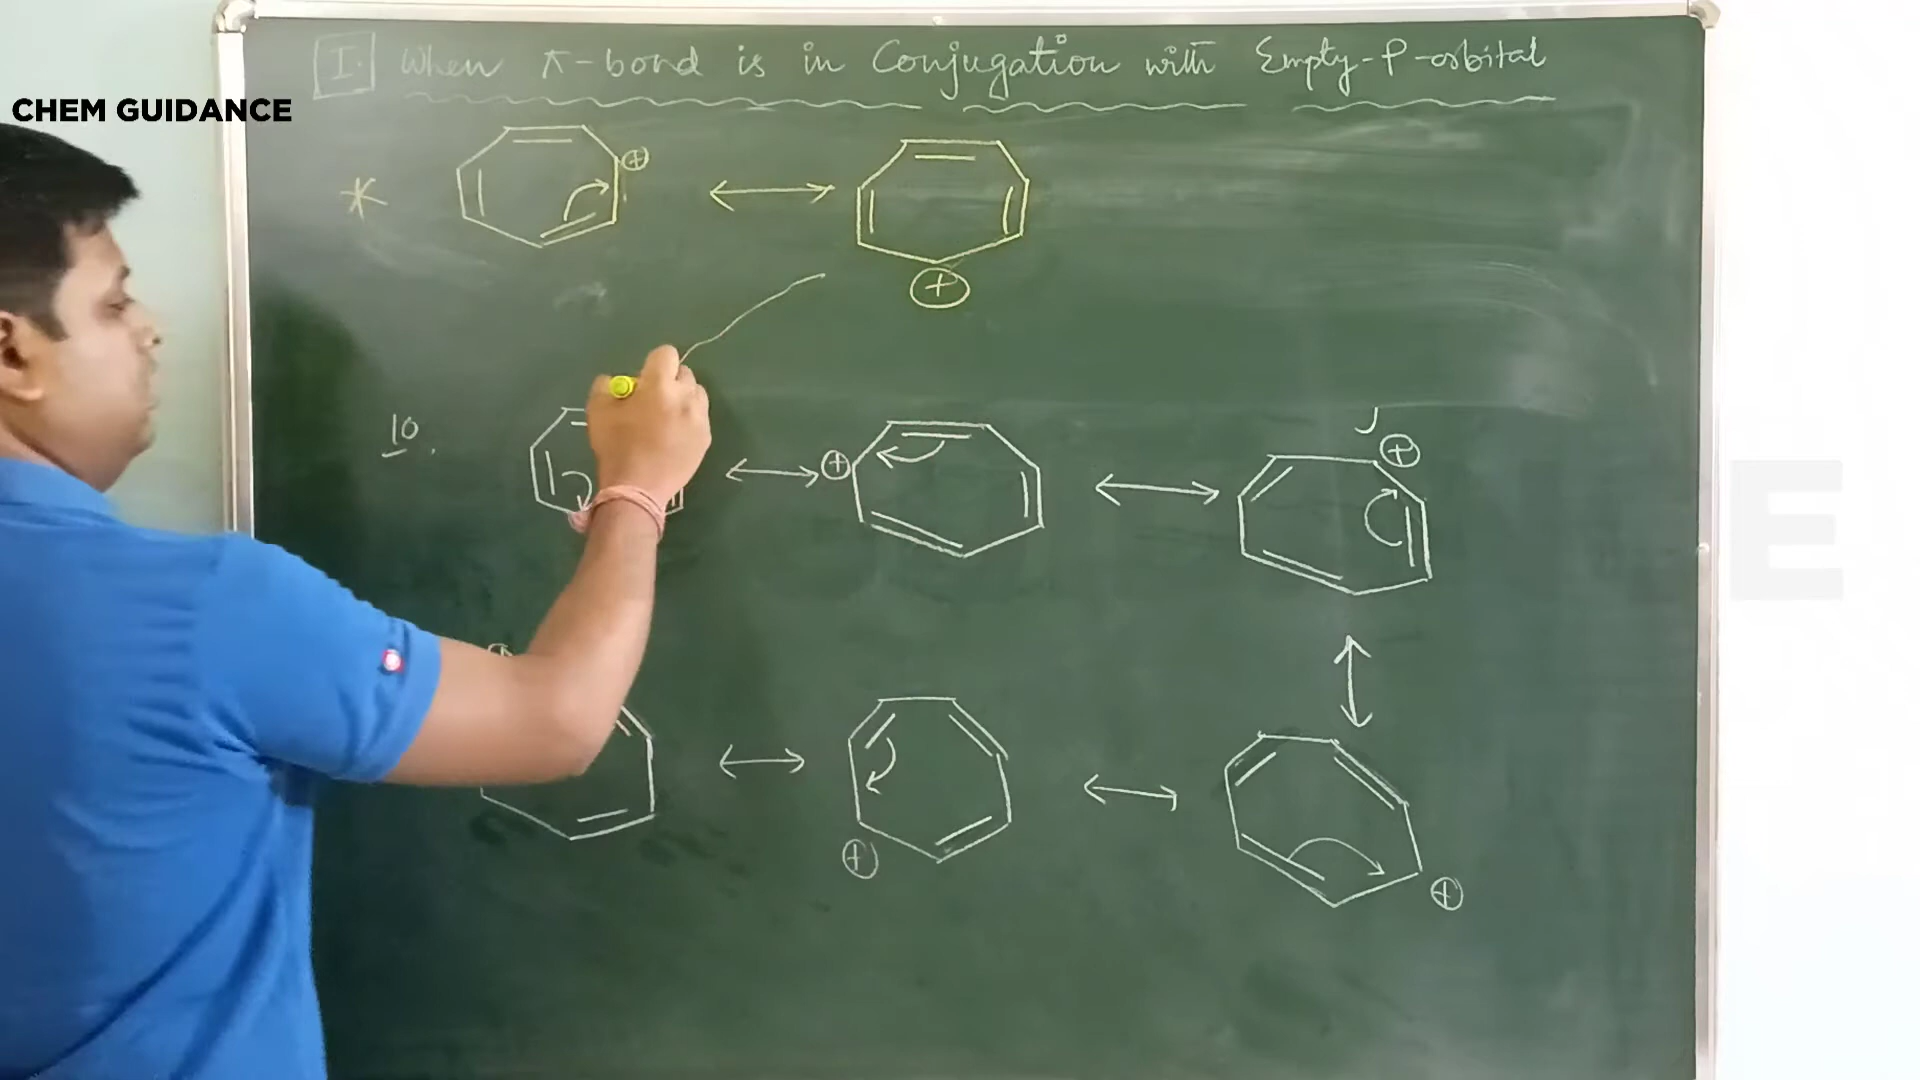 I. When π-bond is in Conjugation with Empty-P-orbital
CHEM GUIDANCE
+
*
+
10.
+
+
+
+
E